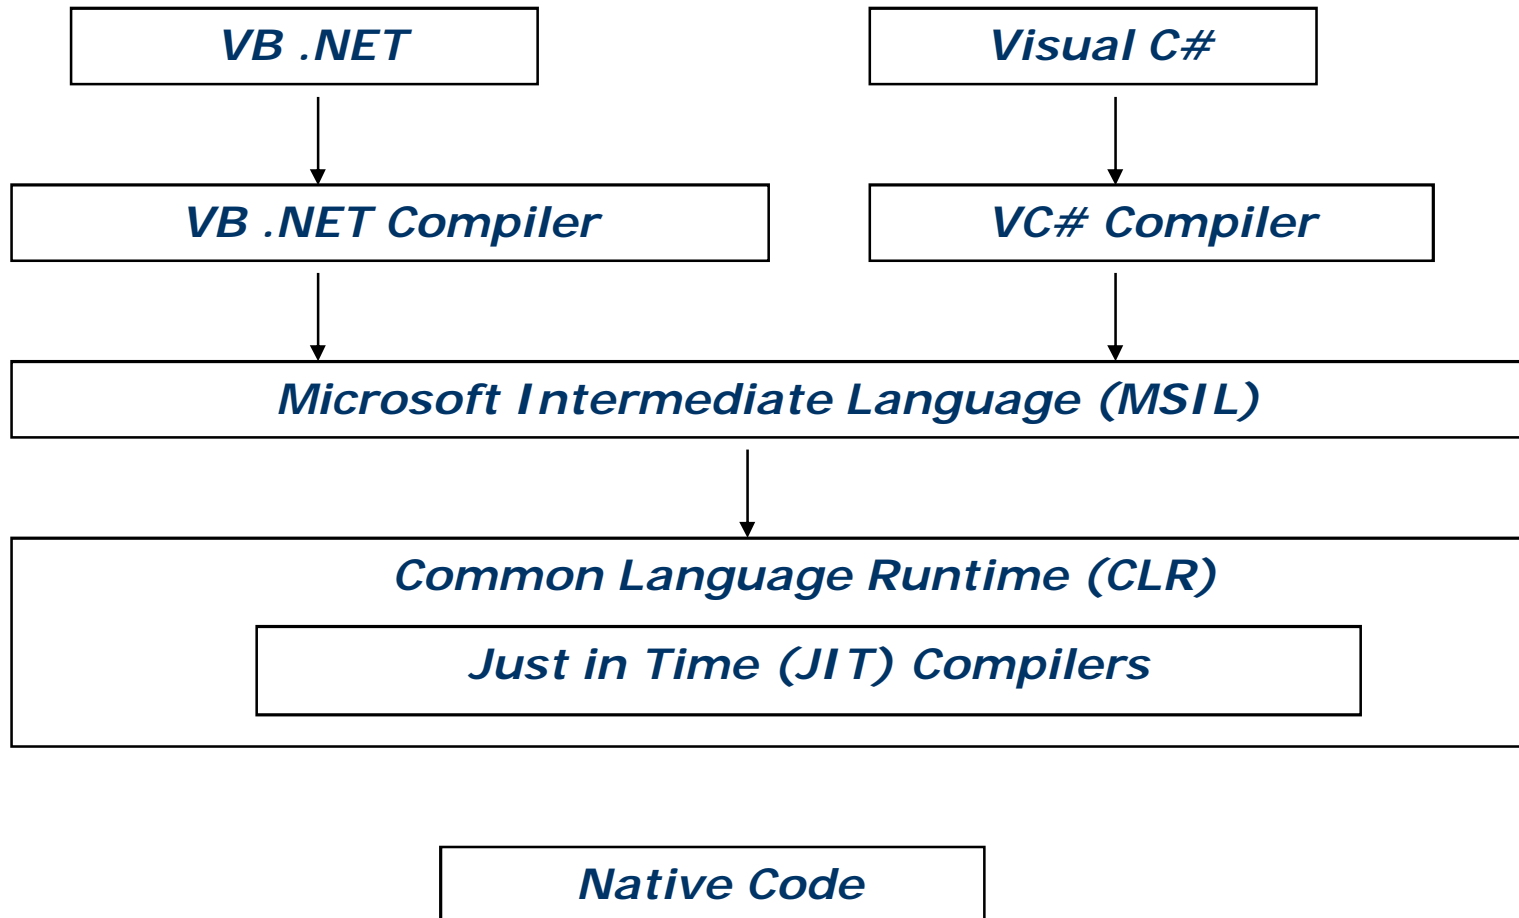 VB .NET
Visual C#
VB .NET Compiler
VC# Compiler
Microsoft Intermediate Language (MSIL)
Common Language Runtime (CLR)
Just in Time (JIT) Compilers
Native Code